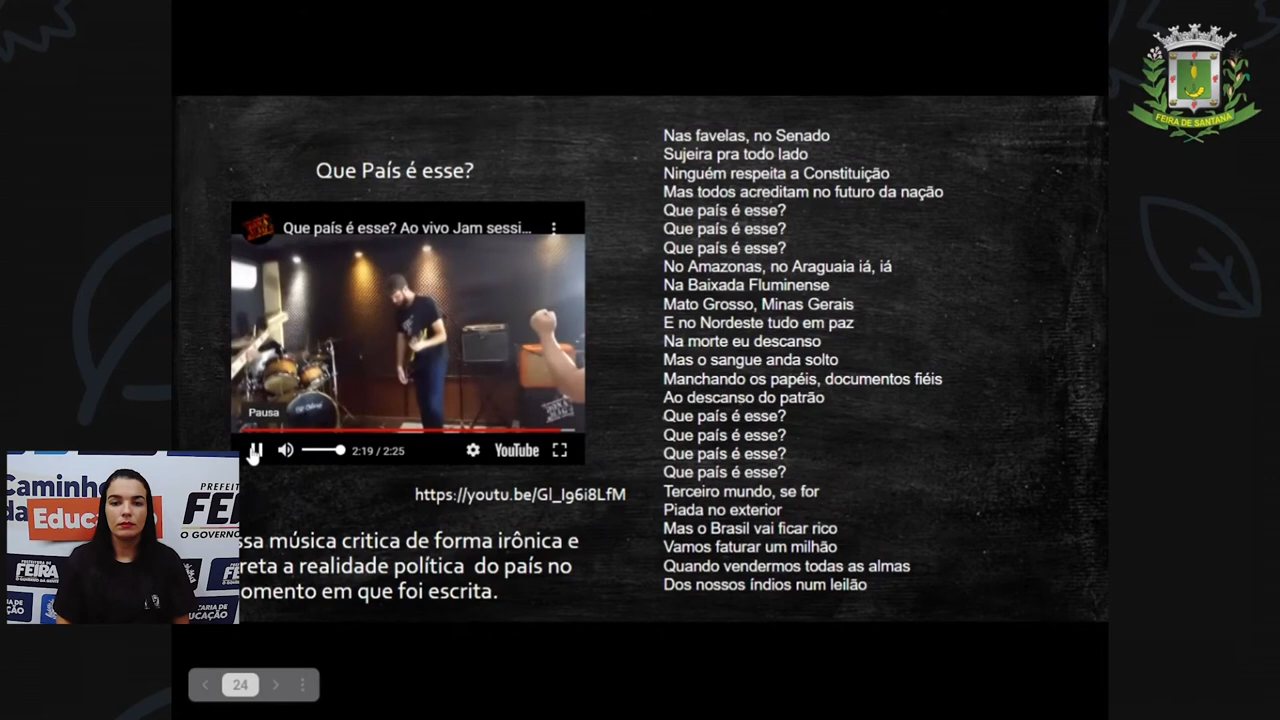 FEIRA DE SANTANA
Que País é esse?
Que país é esse? Ao vivo Jam sessi...
Pausa
2:19 / 2:25
YouTube
https://youtu.be/Gl_lg6i8LfM
ssa música critica de forma irônica e
reta a realidade política do país no
omento em que foi escrita.
Nas favelas, no Senado
Sujeira pra todo lado
Ninguém respeita a Constituição
Mas todos acreditam no futuro da nação
Que país é esse?
Que país é esse?
Que país é esse?
No Amazonas, no Araguaia iá, iá
Na Baixada Fluminense
Mato Grosso, Minas Gerais
E no Nordeste tudo em paz
Na morte eu descanso
Mas o sangue anda solto
Manchando os papéis, documentos fiéis
Ao descanso do patrão
Que país é esse?
Que país é esse?
Que país é esse?
Que país é esse?
Terceiro mundo, se for
Piada no exterior
Mas o Brasil vai ficar rico
Vamos faturar um milhão
Quando vendermos todas as almas
Dos nossos índios num leilão
Caminho
da
Educ
PREFEIT
FEI
O GOVERNO
FEIRA
ARIA DE
UCAÇÃO
24